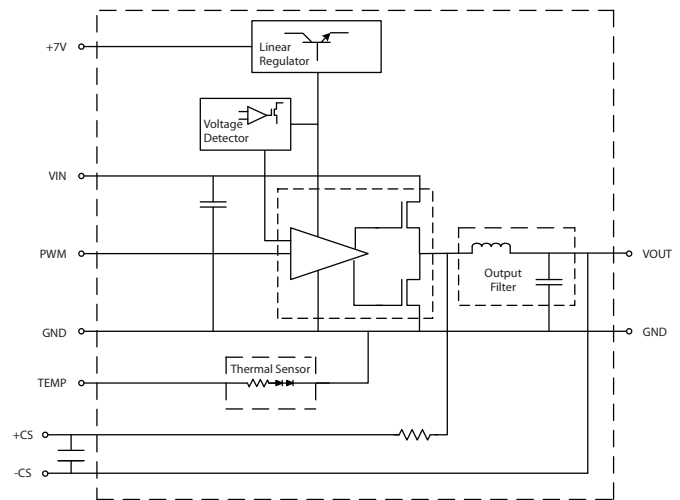 +7V
Linear
Regulator
Voltage
Detector
VIN
PWM
VOUT
Output
Filter
GND
GND
Thermal Sensor
TEMP
+CS
-CS